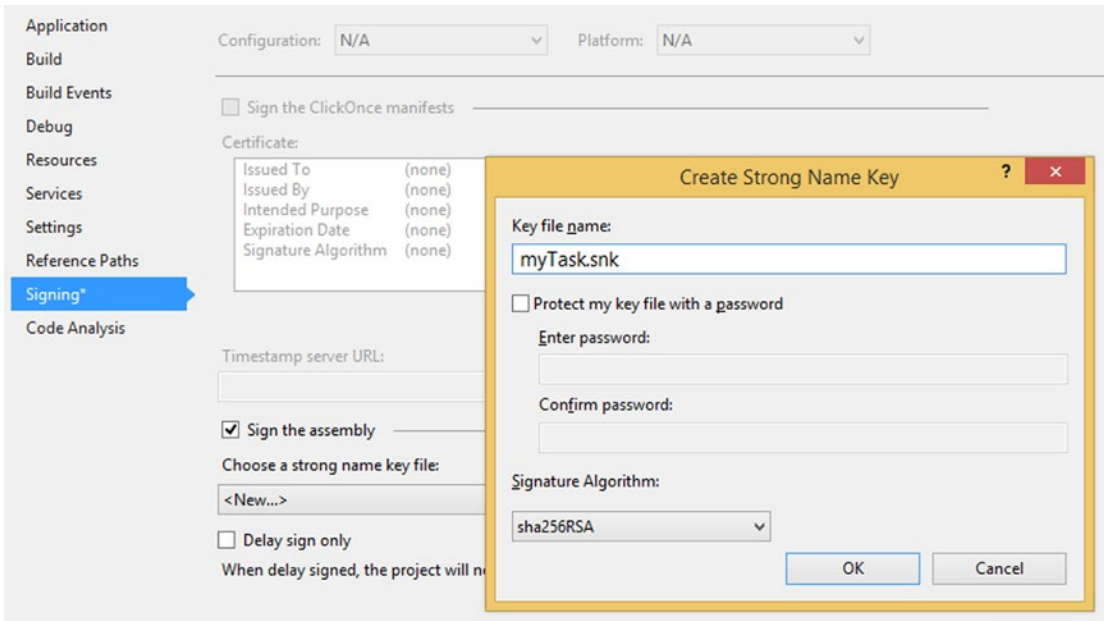 Application
Build
Build Events
Debug
Resources
Services
Settings
Reference Paths
Signing*
Code Analysis
Configuration: N/A Platform: N/A
Sign the ClickOnce manifests
Certificate:
Issued To (none)
Issued By (none)
Intended Purpose (none)
Expiration Date (none)
Signature Algorithm (none)
Timestamp server URL:
Sign the assembly
Choose a strong name key file:
<New...>
Delay sign only
When delay signed, the project will n
Create Strong Name Key ?
Key file name:
myTask.snk
Protect my key file with a password
Enter password:
Confirm password:
Signature Algorithm:
sha256RSA
OK Cancel